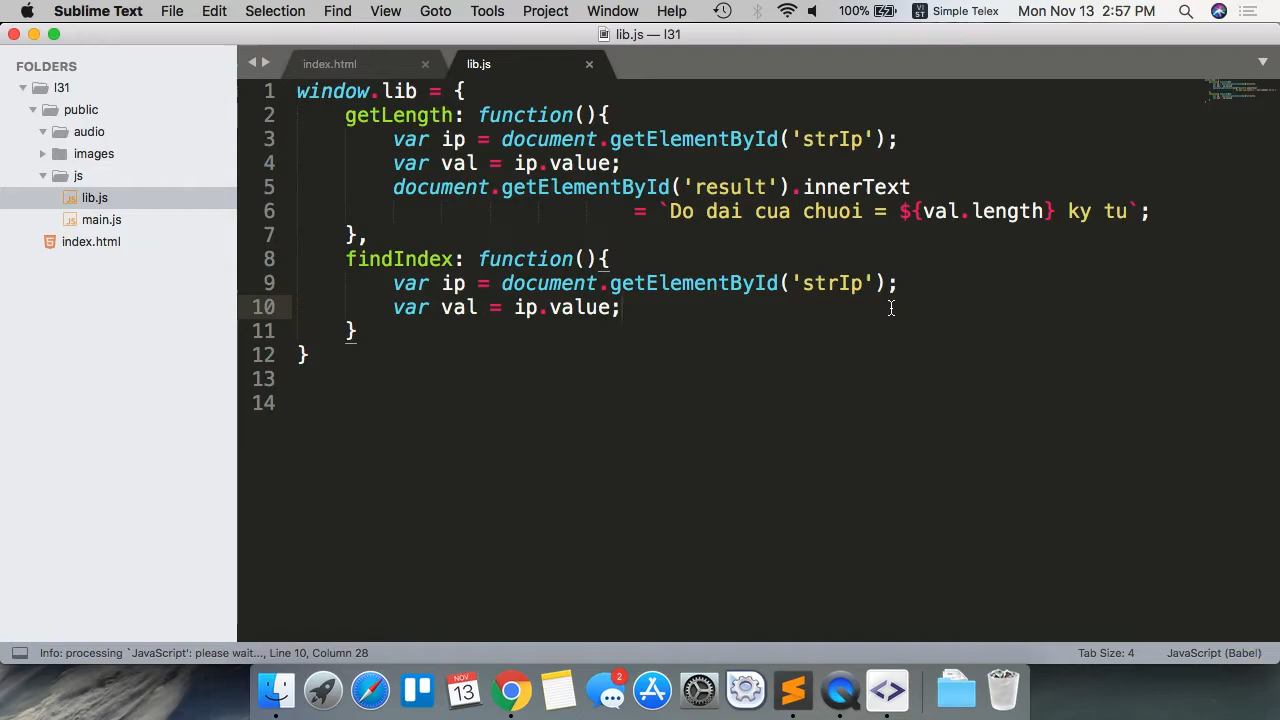 Sublime Text File Edit Selection Find View Goto Tools Project Window Help 100% VI ST Simple Telex Mon Nov 13 2:57 PM
lib.js — l31
FOLDERS
l31
public
audio
images
js
lib.js
main.js
index.html
index.html × lib.js ×
1 window.lib = {
2 getLength: function(){
3 var ip = document.getElementById('strIp');
4 var val = ip.value;
5 document.getElementById('result').innerText
6 = `Do dai cua chuoi = ${val.length} ky tu`;
7 },
8 findIndex: function(){
9 var ip = document.getElementById('strIp');
10 var val = ip.value;
11 }
12 }
13
14
Info: processing `JavaScript': please wait..., Line 10, Column 28 Tab Size: 4 JavaScript (Babel)
NOV
13
2